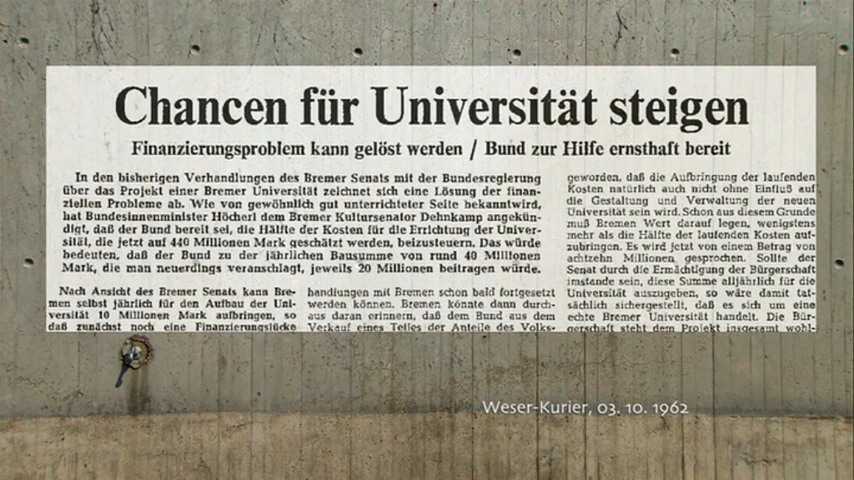 Chancen für Universität steigen
Finanzierungsproblem kann gelöst werden / Bund zur Hilfe ernsthaft bereit
In den bisherigen Verhandlungen des Bremer Senats mit der Bundesregierung
über das Projekt einer Bremer Universität zeichnet sich eine Lösung der finan-
ziellen Probleme ab. Wie von gewöhnlich gut unterrichteter Seite bekanntwird,
hat Bundesinnenminister Höcherl dem Bremer Kultursenator Dehnkamp angekün-
digt, daß der Bund bereit sei, die Hälfte der Kosten für die Errichtung der Univer-
sität, die jetzt auf 440 Millionen Mark geschätzt werden, beizusteuern. Das würde
bedeuten, daß der Bund zu der jährlichen Bausumme von rund 40 Millionen
Mark, die man neuerdings veranschlagt, jeweils 20 Millionen beitragen würde.
Nach Ansicht des Bremer Senats kann Bre-
men selbst jährlich für den Aufbau der Uni-
versität 10 Millionen Mark aufbringen, so
daß zunächst noch eine Finanzierungslücke
handlungen mit Bremen schon bald fortgesetzt
werden können. Bremen könnte dann durch-
aus daran erinnern, daß dem Bund aus dem
Verkauf eines Teiles der Anteile des Volks-
geworden, daß die Aufbringung der laufenden
Kosten natürlich auch nicht ohne Einfluß auf
die Gestaltung und Verwaltung der neuen
Universität sein wird. Schon aus diesem Grunde
muß Bremen Wert darauf legen, wenigstens
mehr als die Hälfte der laufenden Kosten auf-
zubringen. Es wird jetzt von einem Betrag von
achtzehn Millionen gesprochen. Sollte der
Senat durch die Ermächtigung der Bürgerschaft
imstande sein, diese Summe alljährlich für die
Universität auszugeben, so wäre damit tat-
sächlich sichergestellt, daß es sich um eine
echte Bremer Universität handelt. Die Bür-
gerschaft steht dem Projekt insgesamt wohl-
Weser-Kurier, 03. 10. 1962